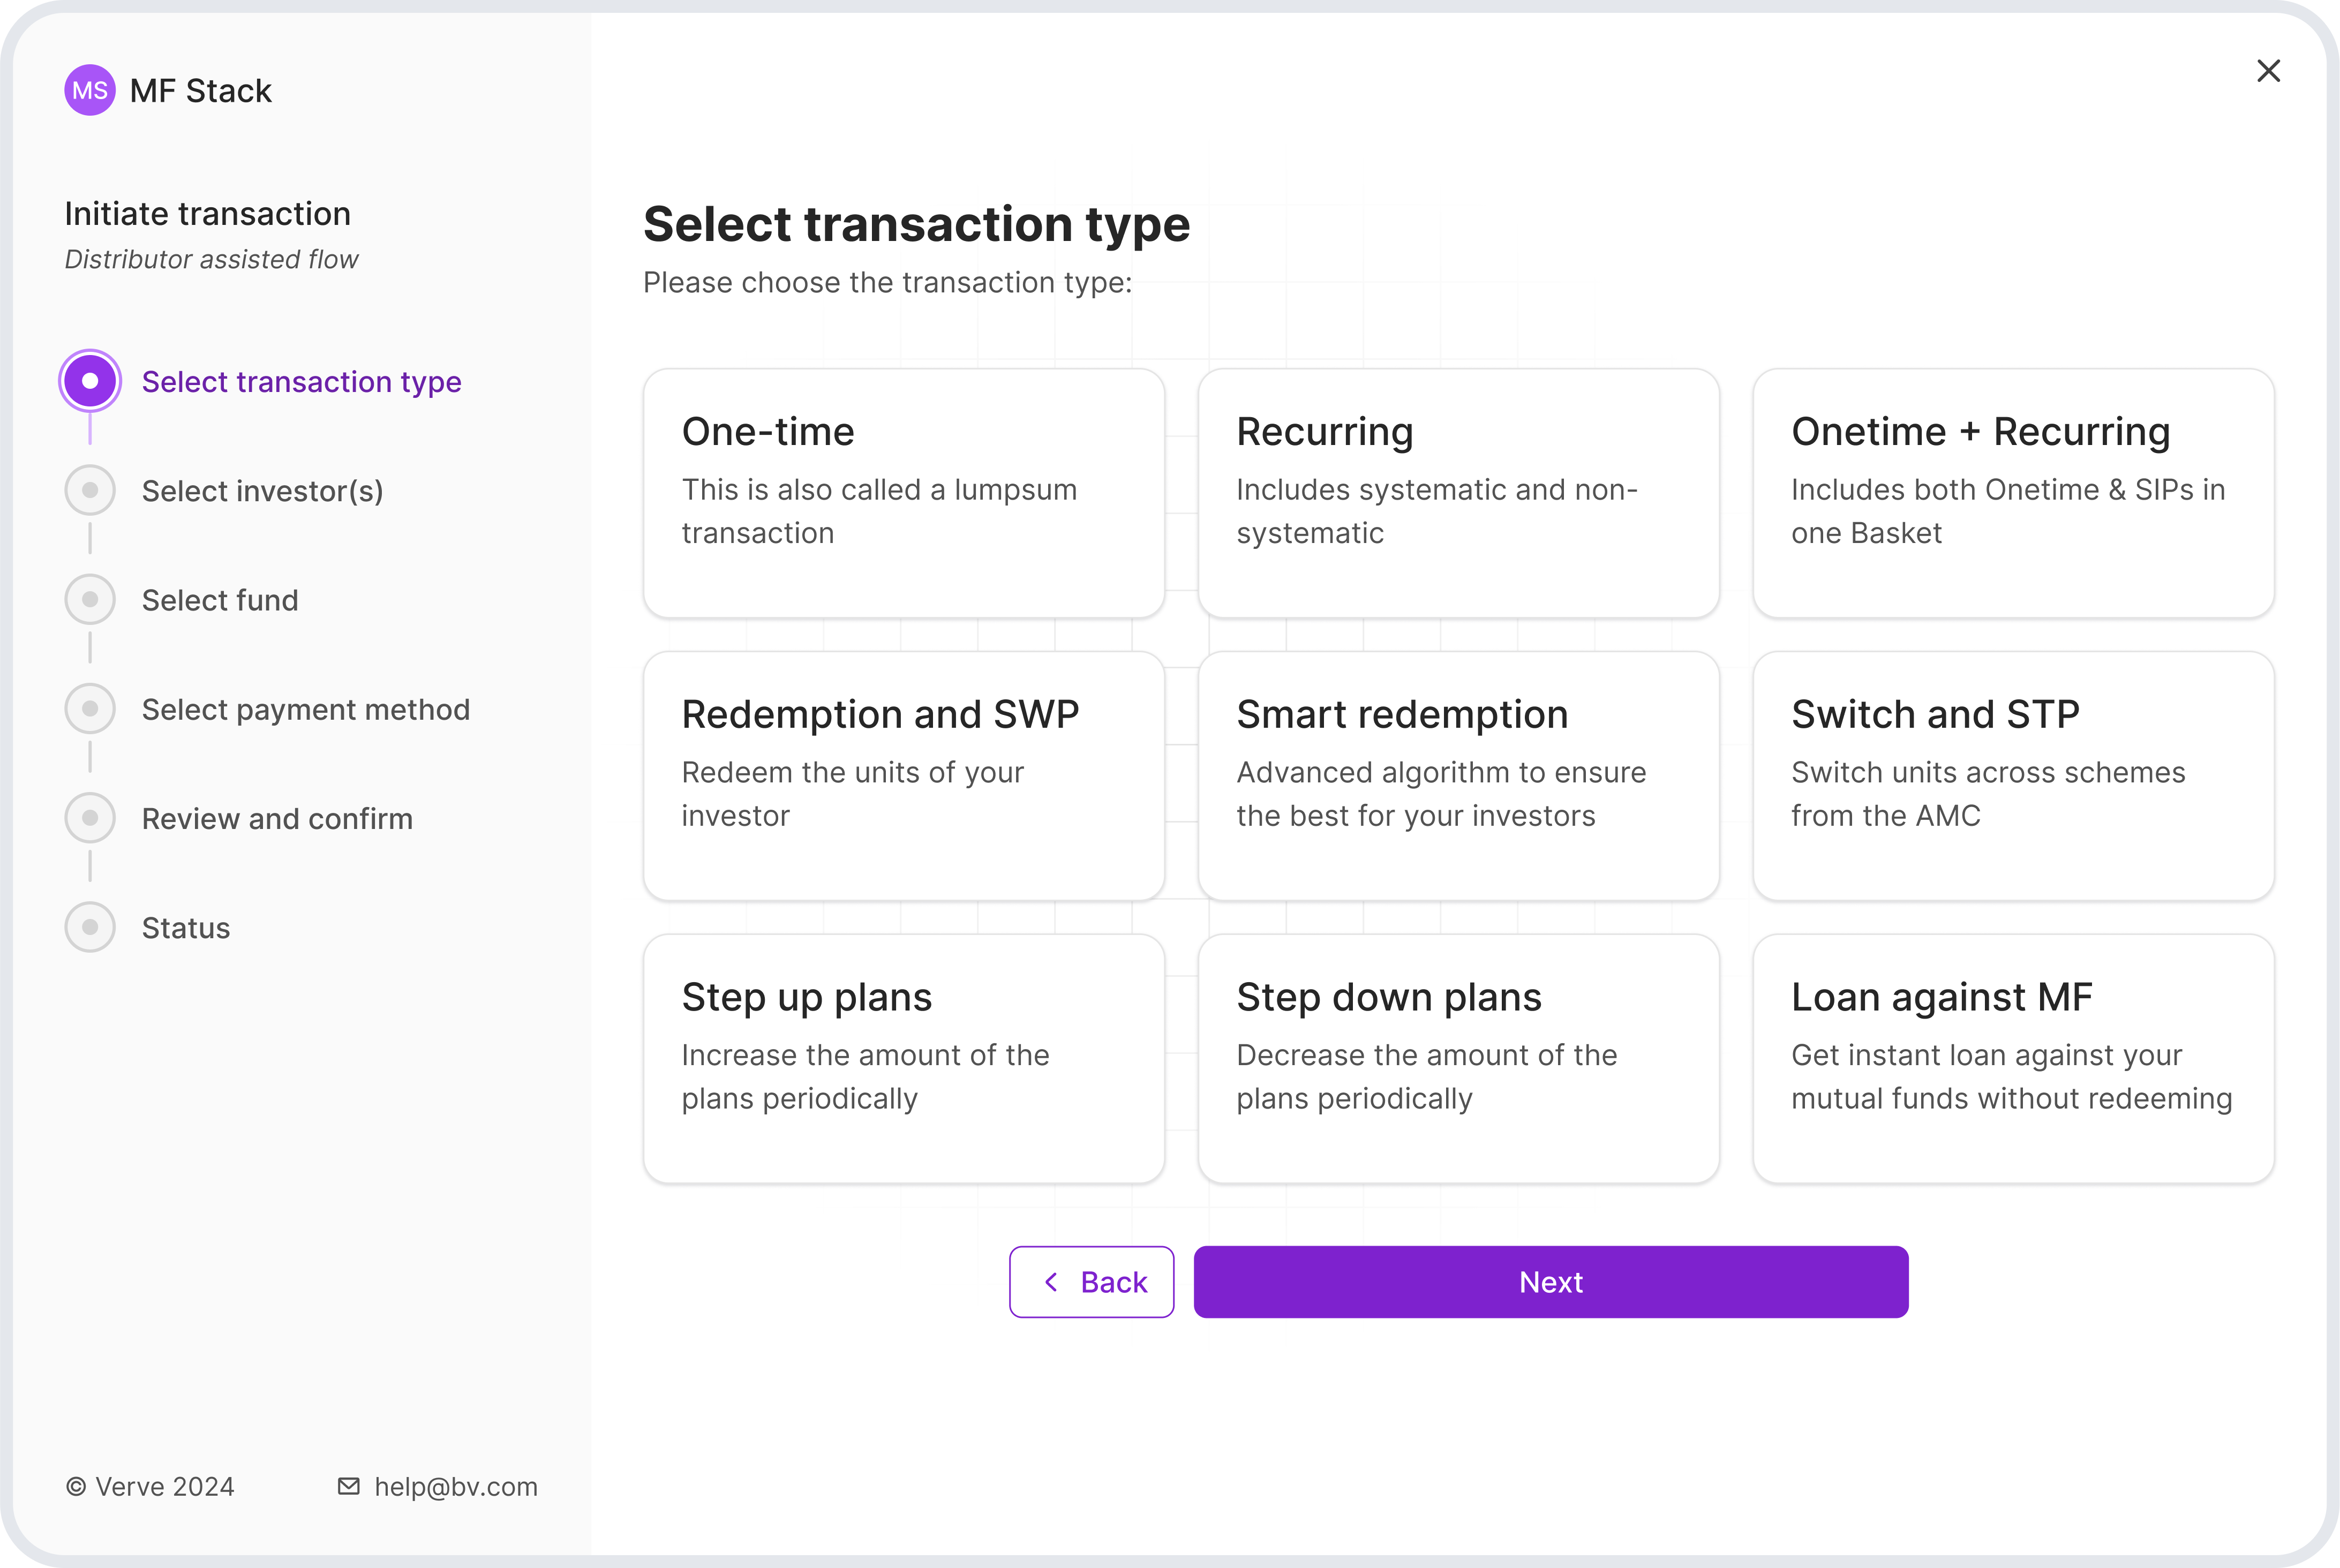 MS MF Stack
Initiate transaction
Distributor assisted flow
Select transaction type
Select investor(s)
Select fund
Select payment method
Review and confirm
Status
© Verve 2024
help@bv.com
Select transaction type
Please choose the transaction type:
One-time
This is also called a lumpsum
transaction
Recurring
Includes systematic and non-
systematic
Onetime + Recurring
Includes both Onetime & SIPs in
one Basket
Redemption and SWP
Redeem the units of your
investor
Smart redemption
Advanced algorithm to ensure
the best for your investors
Switch and STP
Switch units across schemes
from the AMC
Step up plans
Increase the amount of the
plans periodically
Step down plans
Decrease the amount of the
plans periodically
Loan against MF
Get instant loan against your
mutual funds without redeeming
Back
Next